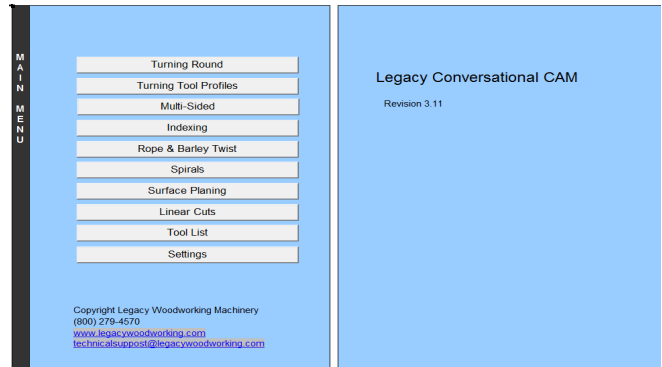 MAIN MENU
Turning Round
Turning Tool Profiles
Multi-Sided
Indexing
Rope & Barley Twist
Spirals
Surface Planing
Linear Cuts
Tool List
Settings
Copyright Legacy Woodworking Machinery
(800) 279-4570
www.legacywoodworking.com
technicalsuppost@legacywoodworking.com
Legacy Conversational CAM
Revision 3.11